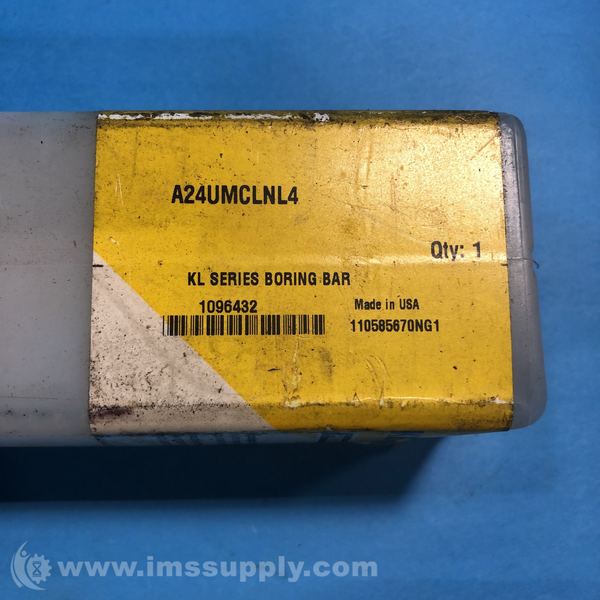 A24UMCLNL4
Qty: 1
KL SERIES BORING BAR
1096432
Made in USA
110585670NG1
www.imssupply.com